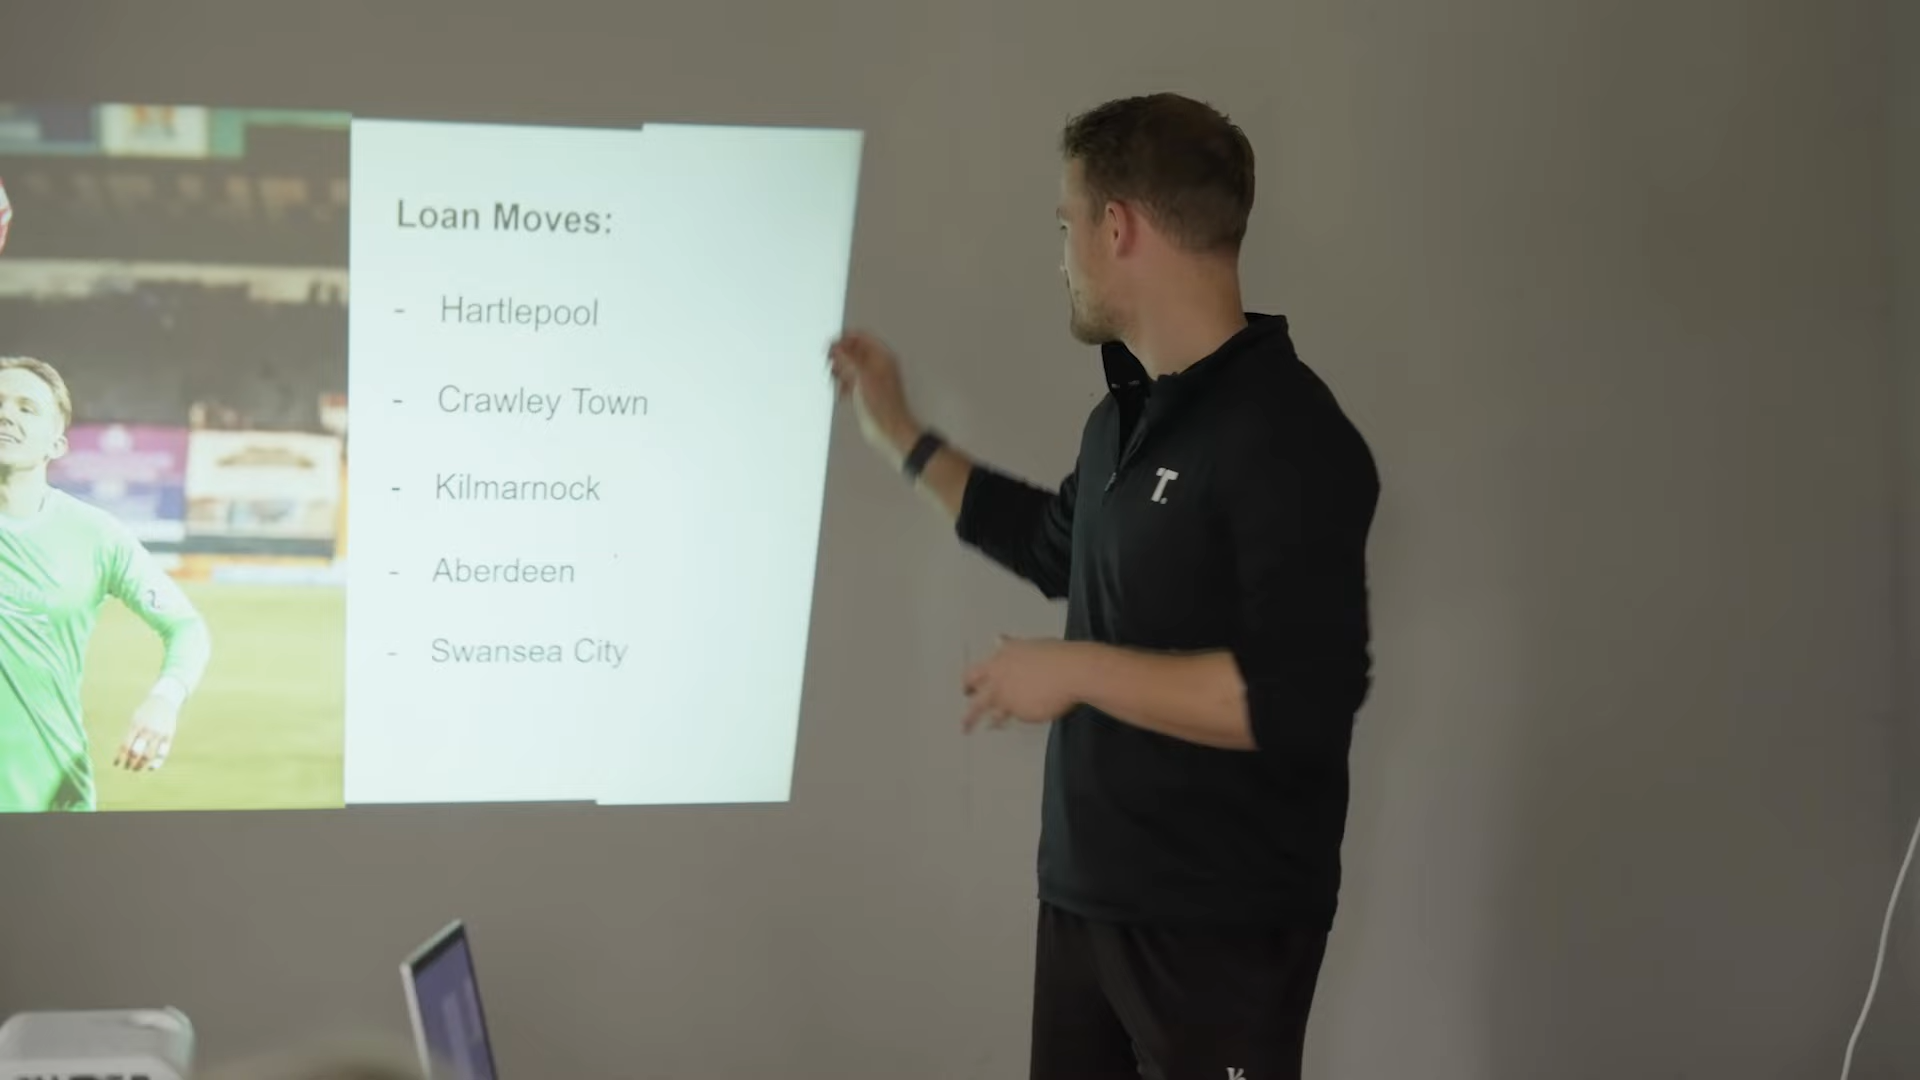 Loan Moves:
- Hartlepool
- Crawley Town
- Kilmarnock
- Aberdeen
- Swansea City
T.